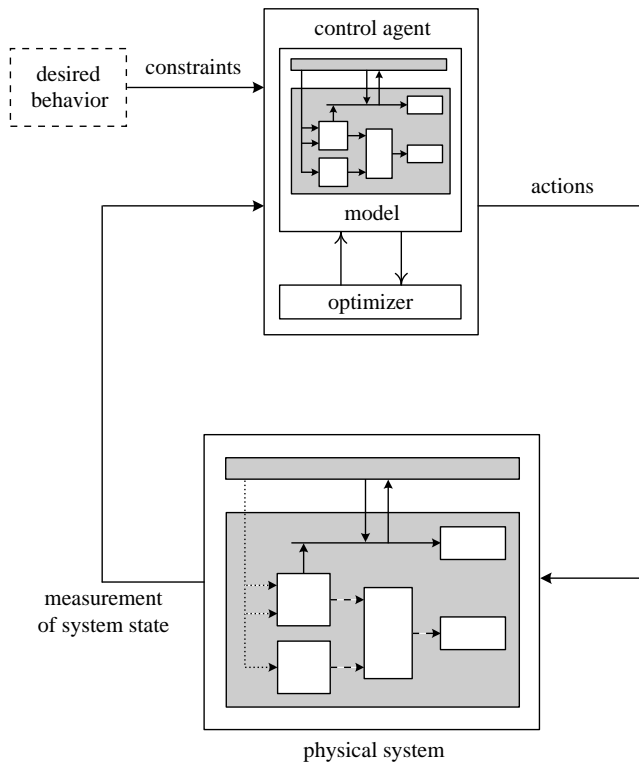 control agent
desired
behavior
constraints
model
actions
optimizer
measurement
of system state
physical system